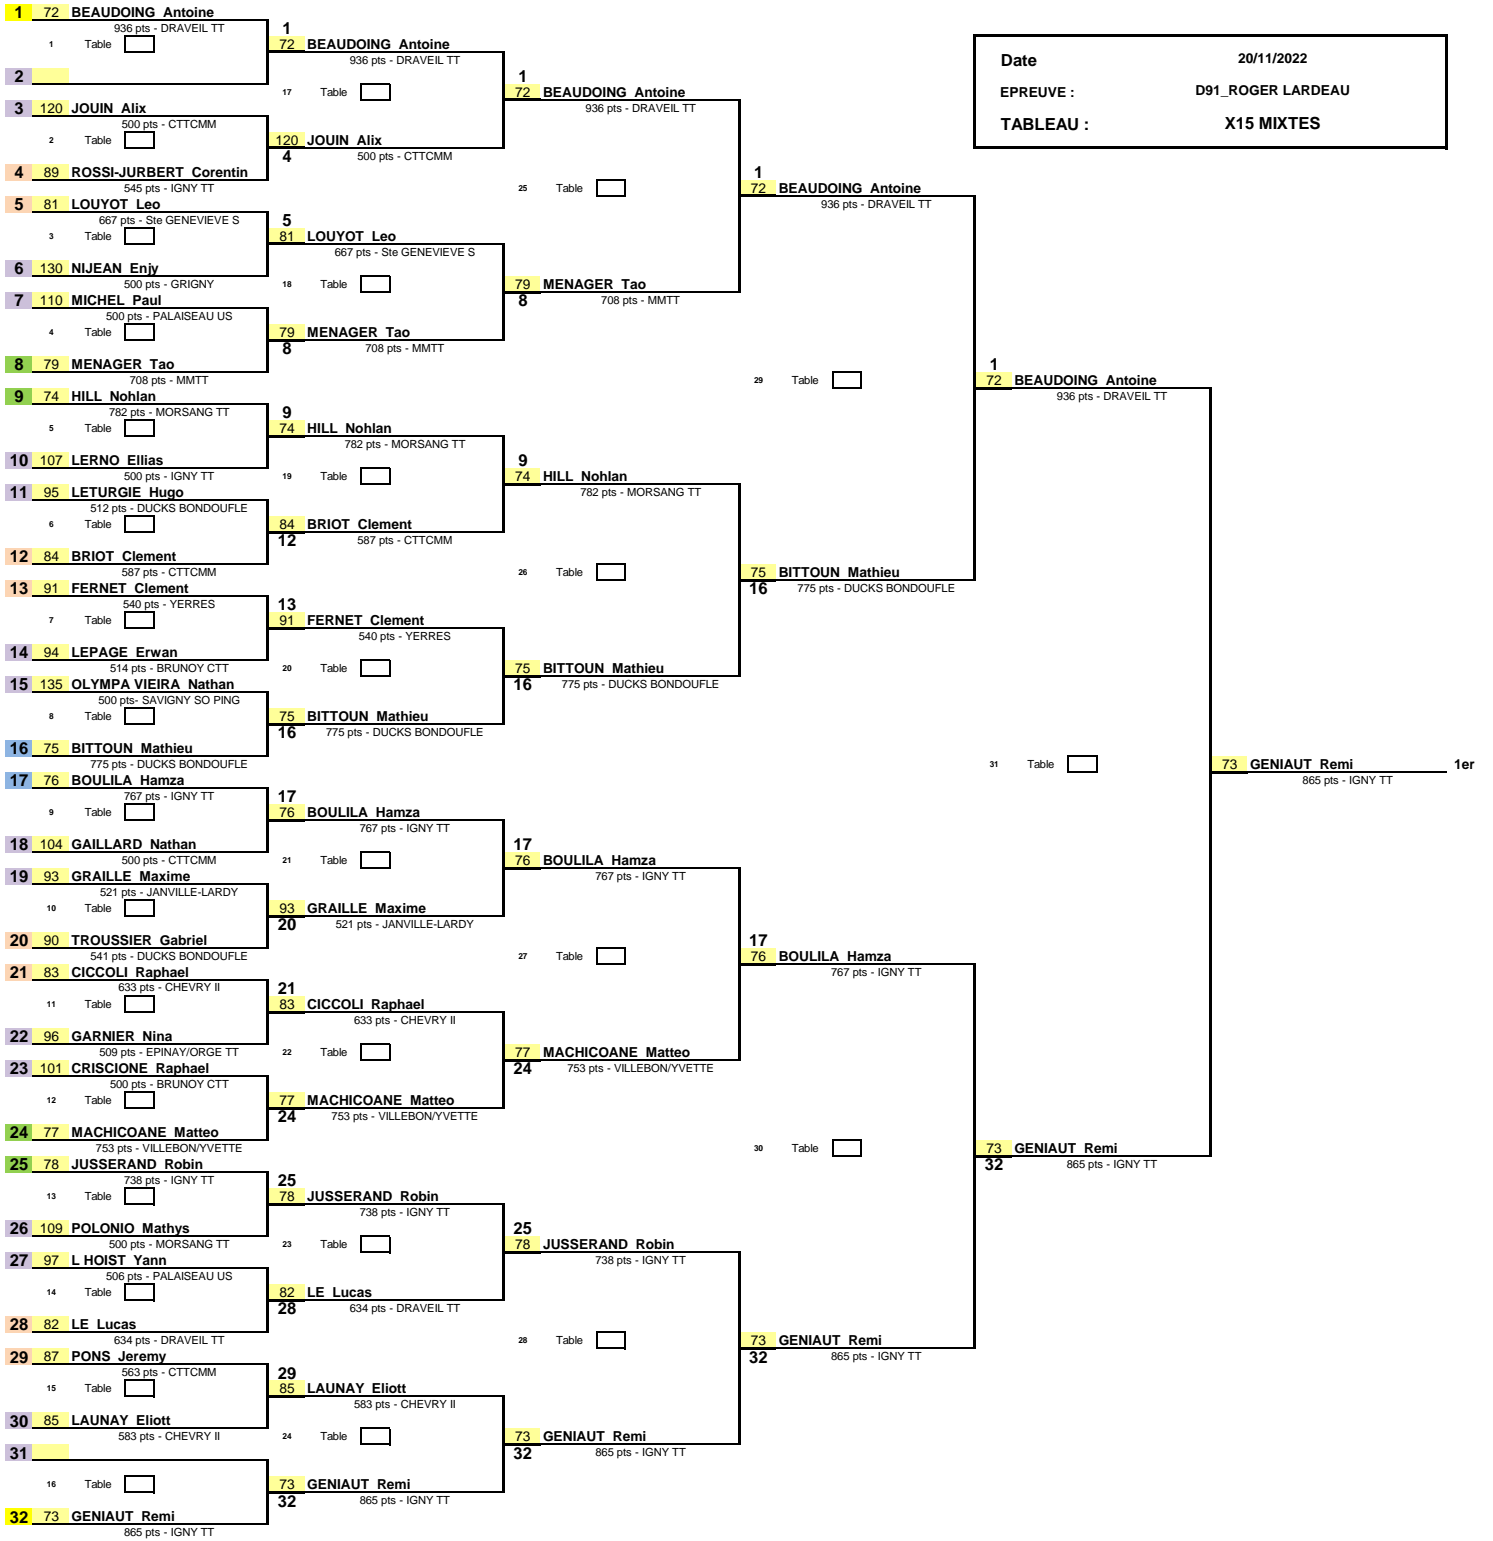 Date 20/11/2022
EPREUVE : D91_ROGER LARDEAU
TABLEAU : X15 MIXTES
1 72 BEAUDOING Antoine
936 pts - DRAVEIL TT
1 Table
2
3 120 JOUIN Alix
500 pts - CTTCMM
2 Table
4 89 ROSSI-JURBERT Corentin
545 pts - IGNY TT
5 81 LOUYOT Leo
667 pts - Ste GENEVIEVE S
3 Table
6 130 NIJEAN Enjy
500 pts - GRIGNY
7 110 MICHEL Paul
500 pts - PALAISEAU US
4 Table
8 79 MENAGER Tao
708 pts - MMTT
9 74 HILL Nohlan
782 pts - MORSANG TT
5 Table
10 107 LERNO Ellias
500 pts - IGNY TT
11 95 LETURGIE Hugo
512 pts - DUCKS BONDOUFLE
6 Table
12 84 BRIOT Clement
587 pts - CTTCMM
13 91 FERNET Clement
540 pts - YERRES
7 Table
14 94 LEPAGE Erwan
514 pts - BRUNOY CTT
15 135 OLYMPA VIEIRA Nathan
500 pts- SAVIGNY SO PING
8 Table
16 75 BITTOUN Mathieu
775 pts - DUCKS BONDOUFLE
17 76 BOULILA Hamza
767 pts - IGNY TT
9 Table
18 104 GAILLARD Nathan
500 pts - CTTCMM
19 93 GRAILLE Maxime
521 pts - JANVILLE-LARDY
10 Table
20 90 TROUSSIER Gabriel
541 pts - DUCKS BONDOUFLE
21 83 CICCOLI Raphael
633 pts - CHEVRY II
11 Table
22 96 GARNIER Nina
509 pts - EPINAY/ORGE TT
23 101 CRISCIONE Raphael
500 pts - BRUNOY CTT
12 Table
24 77 MACHICOANE Matteo
753 pts - VILLEBON/YVETTE
25 78 JUSSERAND Robin
738 pts - IGNY TT
13 Table
26 109 POLONIO Mathys
500 pts - MORSANG TT
27 97 L HOIST Yann
506 pts - PALAISEAU US
14 Table
28 82 LE Lucas
634 pts - DRAVEIL TT
29 87 PONS Jeremy
563 pts - CTTCMM
15 Table
30 85 LAUNAY Eliott
583 pts - CHEVRY II
31
16 Table
32 73 GENIAUT Remi
865 pts - IGNY TT
1
72 BEAUDOING Antoine
936 pts - DRAVEIL TT
17 Table
120 JOUIN Alix
4 500 pts - CTTCMM
5
81 LOUYOT Leo
667 pts - Ste GENEVIEVE S
18 Table
79 MENAGER Tao
8 708 pts - MMTT
9
74 HILL Nohlan
782 pts - MORSANG TT
19 Table
84 BRIOT Clement
12 587 pts - CTTCMM
13
91 FERNET Clement
540 pts - YERRES
20 Table
75 BITTOUN Mathieu
16 775 pts - DUCKS BONDOUFLE
17
76 BOULILA Hamza
767 pts - IGNY TT
21 Table
93 GRAILLE Maxime
20 521 pts - JANVILLE-LARDY
21
83 CICCOLI Raphael
633 pts - CHEVRY II
22 Table
77 MACHICOANE Matteo
24 753 pts - VILLEBON/YVETTE
25
78 JUSSERAND Robin
738 pts - IGNY TT
23 Table
82 LE Lucas
28 634 pts - DRAVEIL TT
29
85 LAUNAY Eliott
583 pts - CHEVRY II
24 Table
73 GENIAUT Remi
32 865 pts - IGNY TT
1
72 BEAUDOING Antoine
936 pts - DRAVEIL TT
25 Table
79 MENAGER Tao
8 708 pts - MMTT
9
74 HILL Nohlan
782 pts - MORSANG TT
26 Table
75 BITTOUN Mathieu
16 775 pts - DUCKS BONDOUFLE
17
76 BOULILA Hamza
767 pts - IGNY TT
27 Table
77 MACHICOANE Matteo
24 753 pts - VILLEBON/YVETTE
25
78 JUSSERAND Robin
738 pts - IGNY TT
28 Table
73 GENIAUT Remi
32 865 pts - IGNY TT
1
72 BEAUDOING Antoine
936 pts - DRAVEIL TT
29 Table
75 BITTOUN Mathieu
16 775 pts - DUCKS BONDOUFLE
17
76 BOULILA Hamza
767 pts - IGNY TT
30 Table
73 GENIAUT Remi
32 865 pts - IGNY TT
1
72 BEAUDOING Antoine
936 pts - DRAVEIL TT
31 Table
73 GENIAUT Remi
32 865 pts - IGNY TT
73 GENIAUT Remi 1er
865 pts - IGNY TT